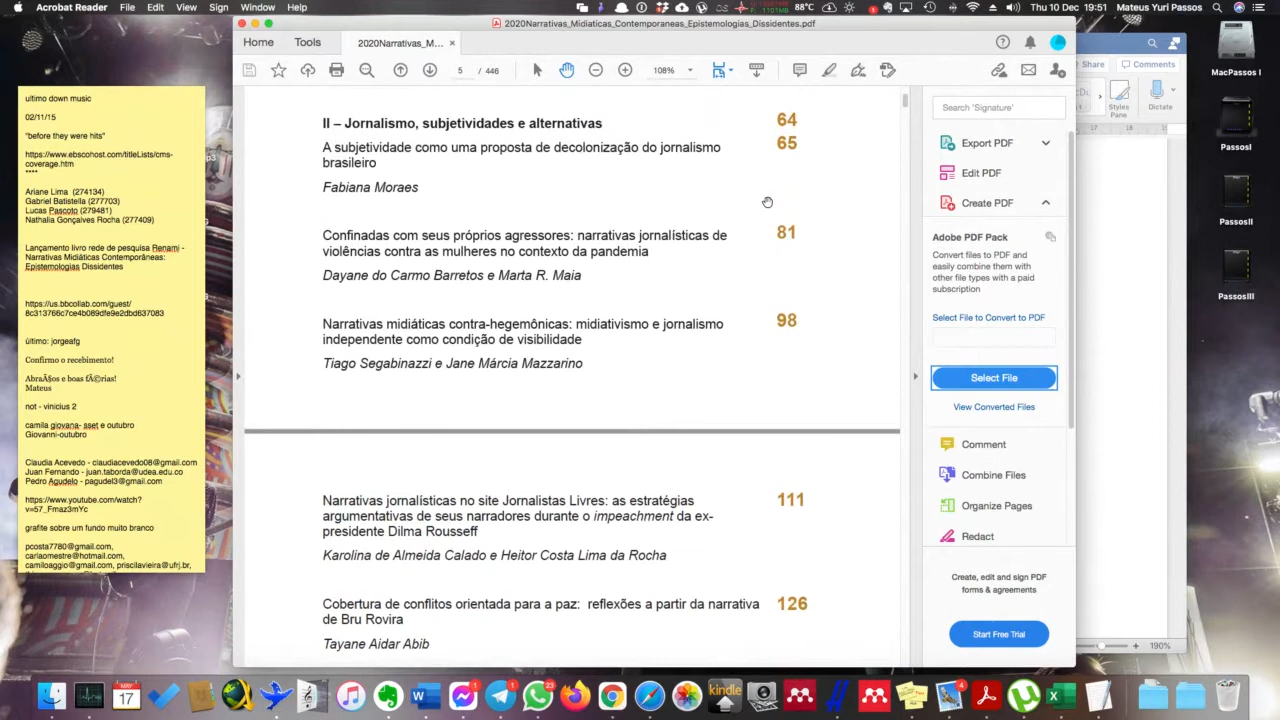 Acrobat Reader File Edit View Sign Window Help 88°C Thu 10 Dec 19:51 Mateus Yuri Passos
2020Narrativas_Midiaticas_Contemporaneas_Epistemologias_Dissidentes.pdf
Home Tools 2020Narrativas_M... ×
5 / 446 108%
Share Comments
Styles Pane
Dictate
17 18
190%
ultimo down music
02/11/15
"before they were hits"
https://www.ebscohost.com/titleLists/cms-
coverage.htm
****
Ariane Lima (274134)
Gabriel Batistella (277703)
Lucas Pascoto (279481)
Nathalia Gonçalves Rocha (277409)
Lançamento livro rede de pesquisa Renami -
Narrativas Midiáticas Contemporâneas:
Epistemologias Dissidentes
https://us.bbcollab.com/guest/
8c313766c7ce4b089dfe9e2dbd637083
último: jorgeafg
Confirmo o recebimento!
AbraÃ§os e boas fÃ©rias!
Mateus
not - vinicius 2
camila giovana- sset e outubro
Giovanni-outubro
Claudia Acevedo - claudiacevedo08@gmail.com
Juan Fernando - juan.taborda@udea.edu.co
Pedro Agudelo - pagudel3@gmail.com
https://www.youtube.com/watch?
v=57_Fmaz3mYc
grafite sobre um fundo muito branco
pcosta7780@gmail.com,
carlaomestre@hotmail.com,
camiloaggio@gmail.com, priscilavieira@ufrj.br,
II – Jornalismo, subjetividades e alternativas 64
A subjetividade como uma proposta de decolonização do jornalismo 65
brasileiro
Fabiana Moraes
Confinadas com seus próprios agressores: narrativas jornalísticas de 81
violências contra as mulheres no contexto da pandemia
Dayane do Carmo Barretos e Marta R. Maia
Narrativas midiáticas contra-hegemônicas: midiativismo e jornalismo 98
independente como condição de visibilidade
Tiago Segabinazzi e Jane Márcia Mazzarino
Narrativas jornalísticas no site Jornalistas Livres: as estratégias 111
argumentativas de seus narradores durante o impeachment da ex-
presidente Dilma Rousseff
Karolina de Almeida Calado e Heitor Costa Lima da Rocha
Cobertura de conflitos orientada para a paz: reflexões a partir da narrativa 126
de Bru Rovira
Tayane Aidar Abib
Search 'Signature'
Export PDF
Edit PDF
Create PDF
Adobe PDF Pack
Convert files to PDF and
easily combine them with
other file types with a paid
subscription
Select File to Convert to PDF
Select File
View Converted Files
Comment
Combine Files
Organize Pages
Redact
Create, edit and sign PDF
forms & agreements
Start Free Trial
MacPassos I
PassosI
PassosII
PassosIII
MAY
17
1
1
23
kindle
4